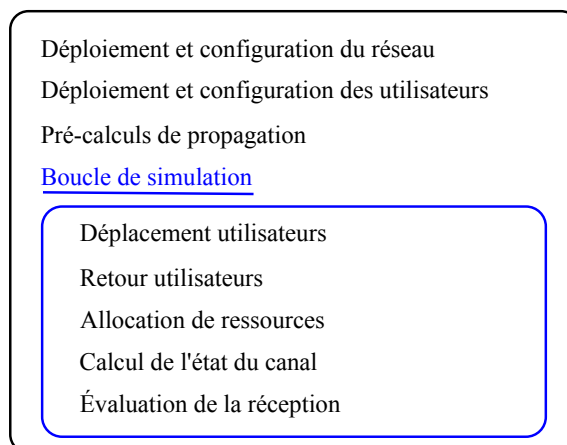 Déploiement et configuration du réseau
Déploiement et configuration des utilisateurs
Pré-calculs de propagation
Boucle de simulation
Déplacement utilisateurs
Retour utilisateurs
Allocation de ressources
Calcul de l'état du canal
Évaluation de la réception